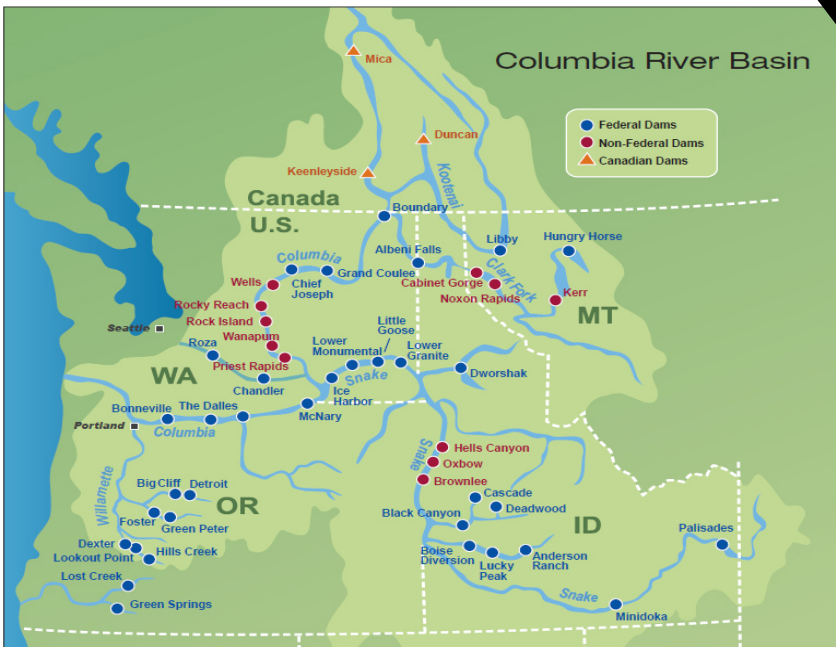 Columbia River Basin
Mica
Federal Dams
Non-Federal Dams
Canadian Dams
Duncan
Keenleyside
Kootenai
Canada
U.S.
Boundary
Libby
Hungry Horse
Albeni Falls
Columbia
Grand Coulee
Chief
Joseph
Wells
Cabinet Gorge
Clark Fork
Noxon Rapids
Kerr
MT
Rocky Reach
Rock Island
Seattle
Wanapum
Roza
Priest Rapids
Little
Goose
Lower
Monumental
Lower
Granite
Snake
Ice
Harbor
Dworshak
WA
Chandler
McNary
Bonneville
The Dalles
Portland
Columbia
Snake
Hells Canyon
Oxbow
Brownlee
Willamette
Big Cliff
Detroit
OR
Foster
Green Peter
Cascade
Deadwood
Black Canyon
ID
Palisades
Dexter
Lookout Point
Hills Creek
Boise
Diversion
Lucky
Peak
Anderson
Ranch
Lost Creek
Green Springs
Snake
Minidoka